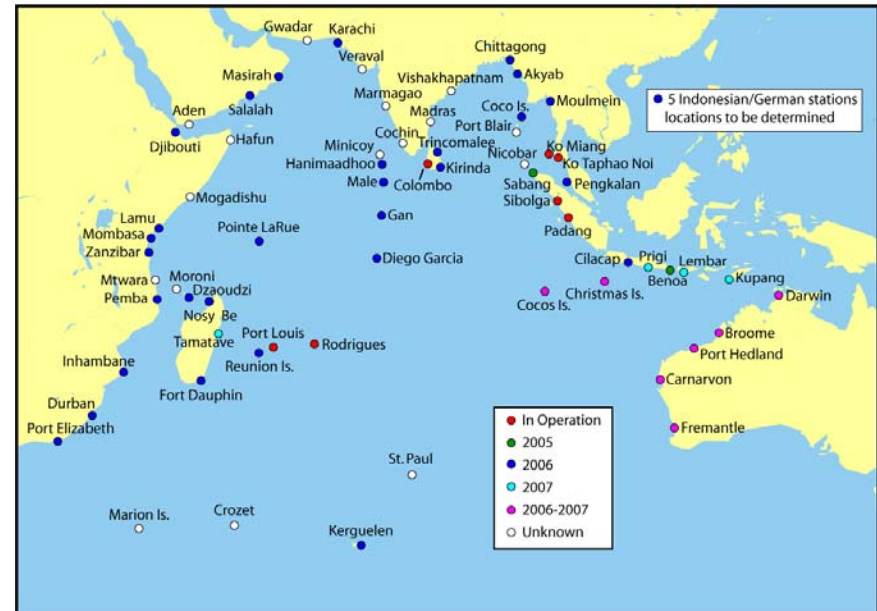 Gwadar
Karachi
Veraval
Chittagong
Masirah
Vishakhapatnam
Akyab
Salalah
Marmagao
Coco Is.
Moulmein
5 Indonesian/German stations
locations to be determined
Aden
Madras
Port Blair
Djibouti
Hafun
Cochin
Minicoy
Trincomalee
Nicobar
Ko Miang
Ko Taphao Noi
Hanimaadhoo
Kirinda
Male
Colombo
Sabang
Pengkalan
Mogadishu
Sibolga
Lamu
Pointe LaRue
Gan
Padang
Mombasa
Zanzibar
Diego Garcia
Cilacap
Prigi
Lembar
Mtwara
Moroni
Dzaoudzi
Benoa
Kupang
Pemba
Nosy Be
Cocos Is.
Christmas Is.
Darwin
Port Louis
Tamatave
Rodrigues
Broome
Reunion Is.
Port Hedland
Inhambane
Fort Dauphin
Carnarvon
Durban
Port Elizabeth
In Operation
Fremantle
2005
2006
St. Paul
2007
2006-2007
Marion Is.
Crozet
Kerguelen
Unknown